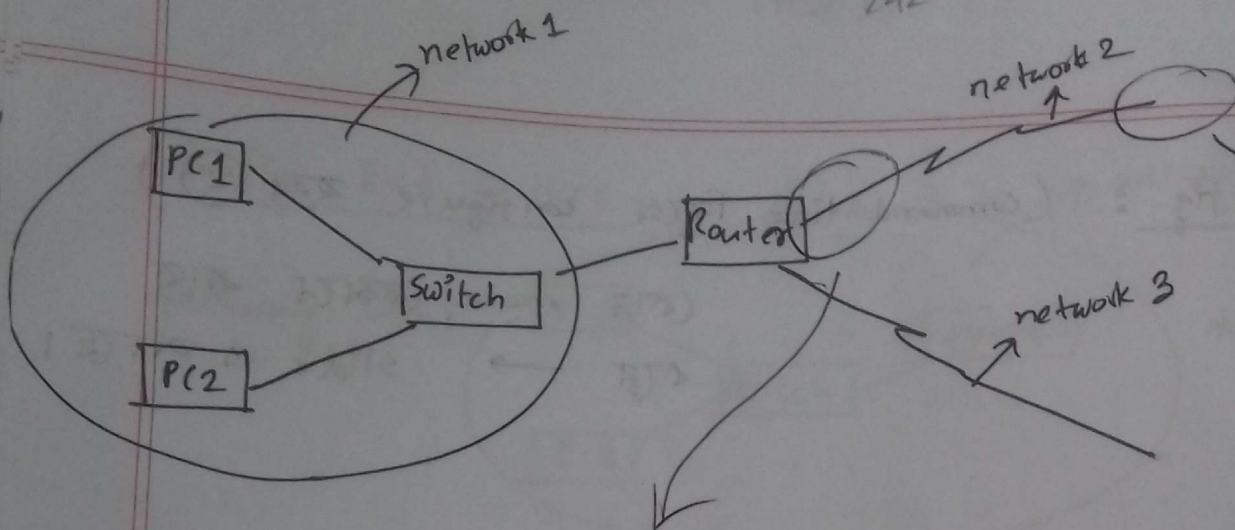 network 1
network 2
PC1
Router
Switch
network 3
PC2